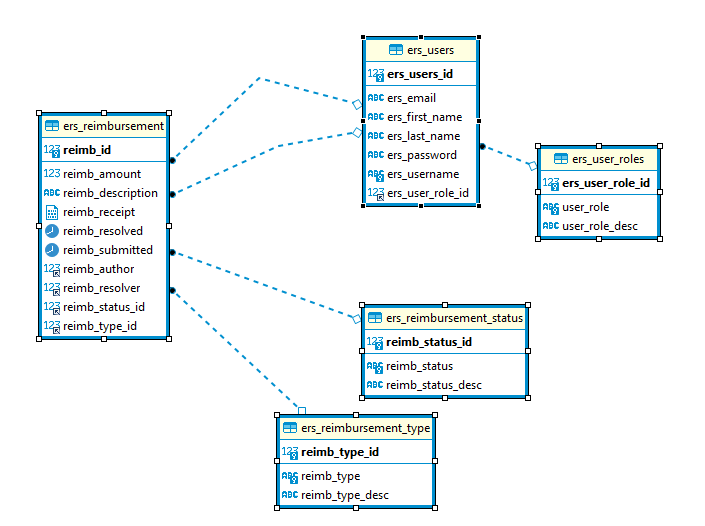 ers_users
ers_users_id
ers_email
ers_first_name
ers_last_name
ers_password
ers_username
ers_user_role_id
ers_reimbursement
reimb_id
reimb_amount
reimb_description
reimb_receipt
reimb_resolved
reimb_submitted
reimb_author
reimb_resolver
reimb_status_id
reimb_type_id
ers_user_roles
ers_user_role_id
user_role
user_role_desc
ers_reimbursement_status
reimb_status_id
reimb_status
reimb_status_desc
ers_reimbursement_type
reimb_type_id
reimb_type
reimb_type_desc